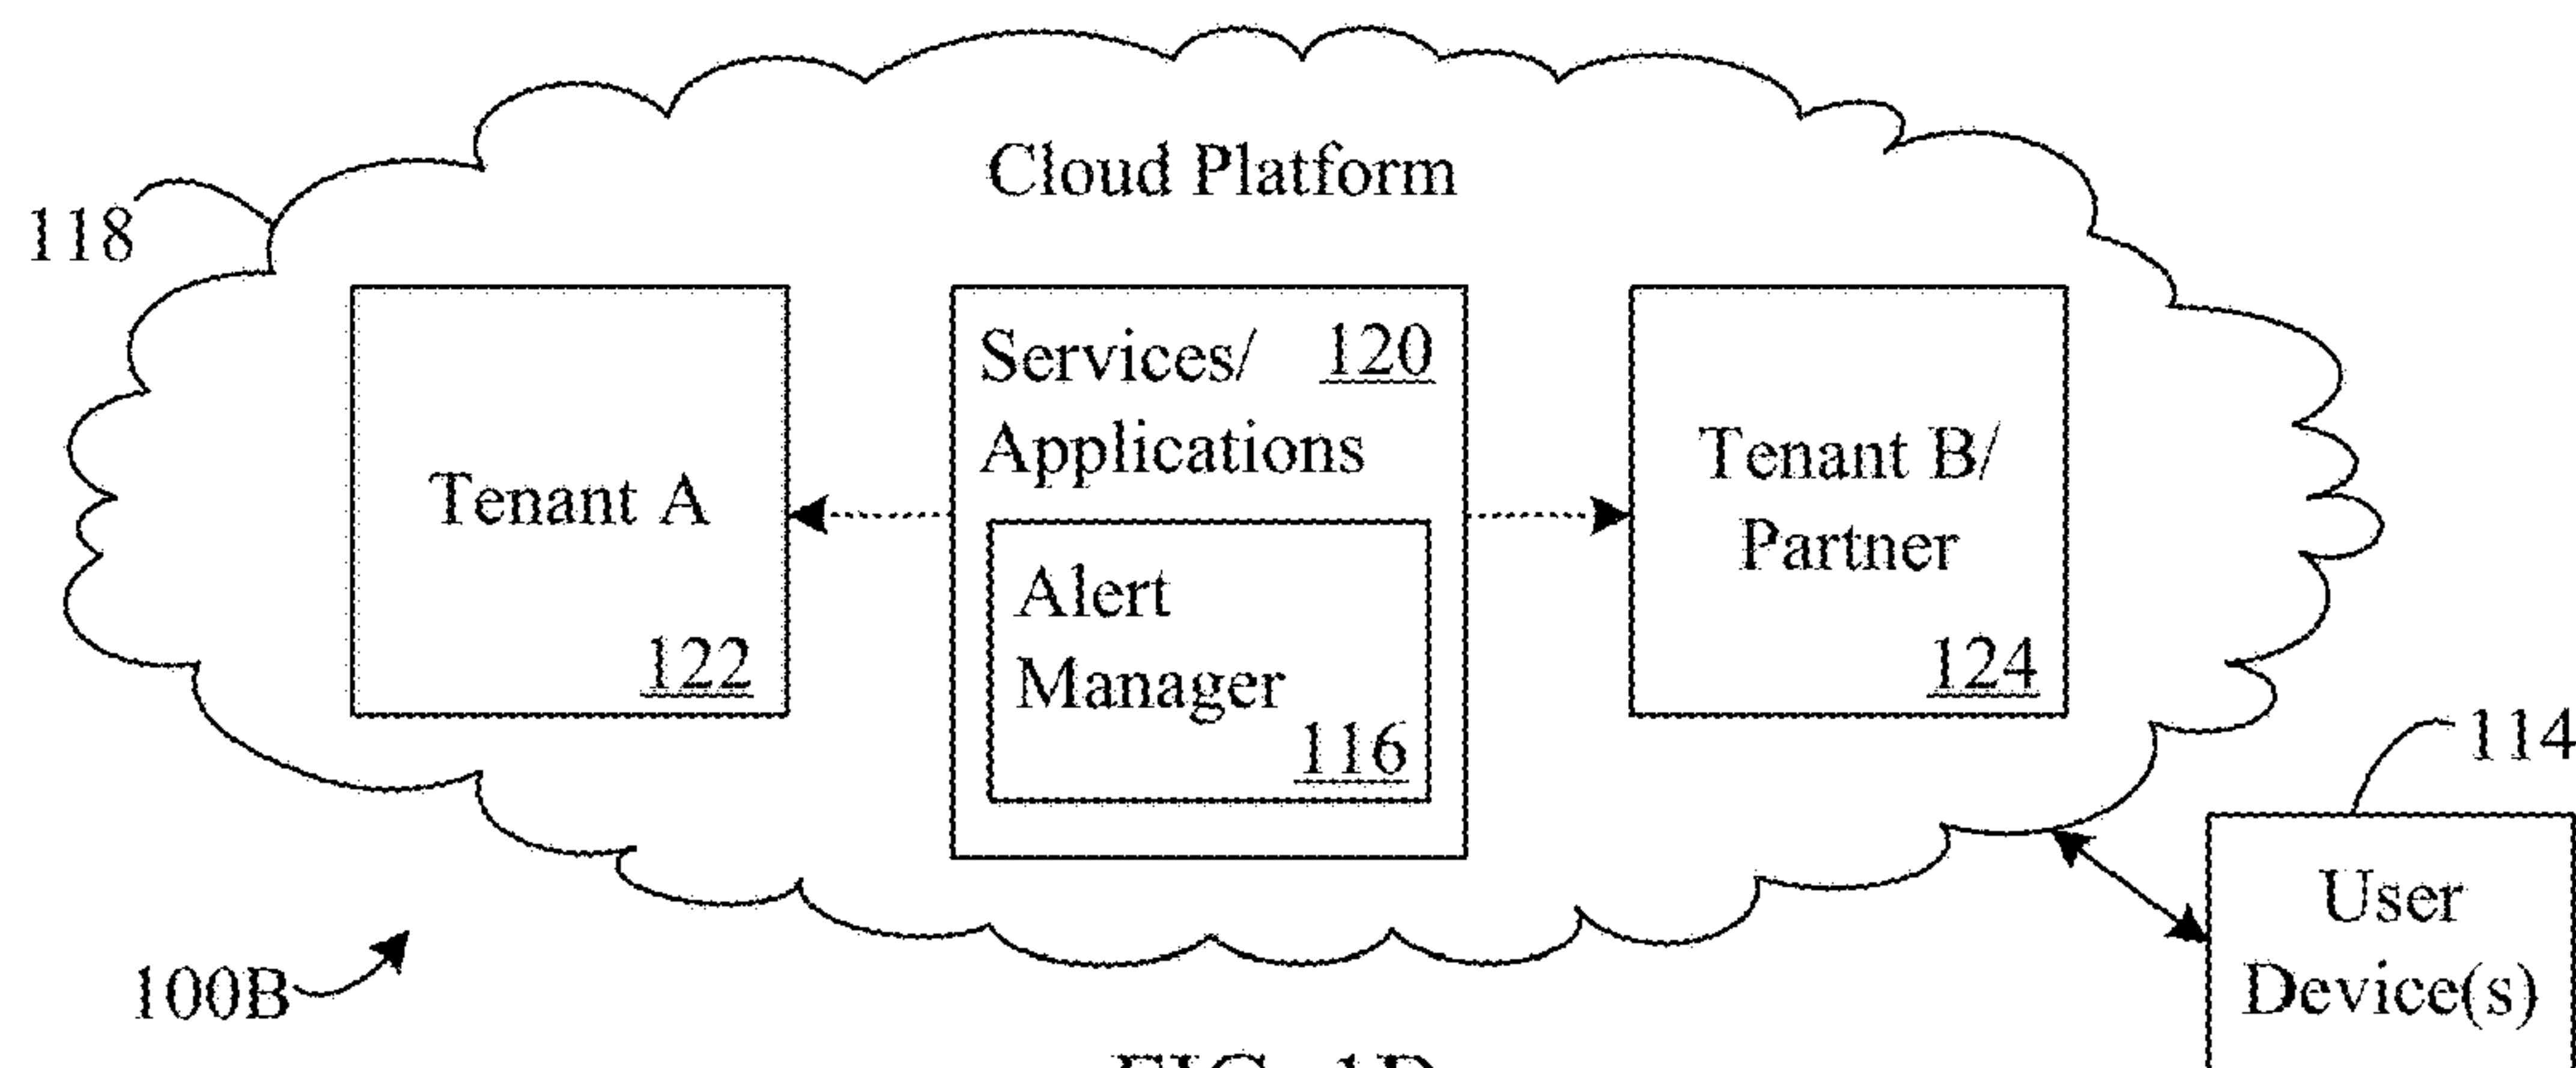 Cloud Platform
118
Services/ 120
Applications
Tenant A
122
Alert
Manager
116
Tenant B/
Partner
124
114
User
Device(s)
100B